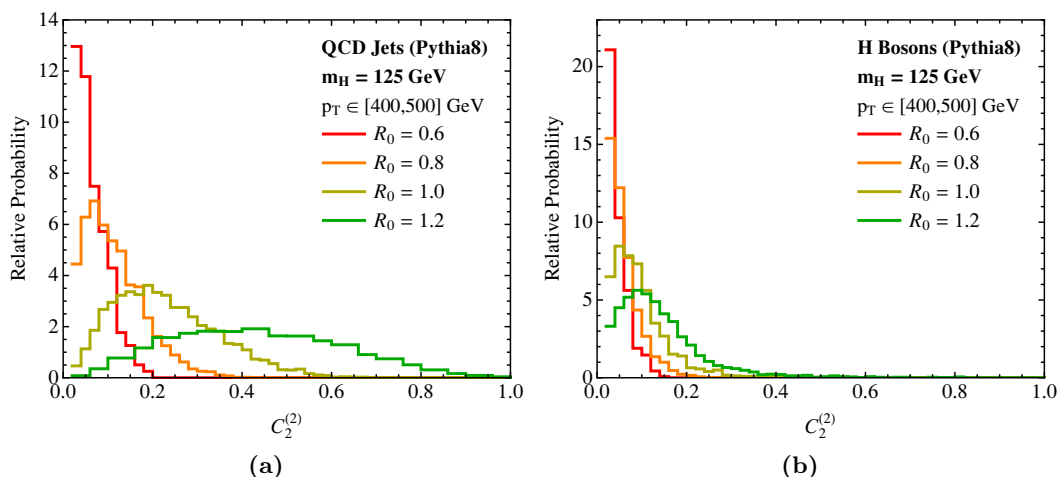 QCD Jets (Pythia8)
m_H = 125 GeV
p_T ∈ [400,500] GeV
R_0 = 0.6
R_0 = 0.8
R_0 = 1.0
R_0 = 1.2
Relative Probability
14
12
10
8
6
4
2
0
0.0 0.2 0.4 0.6 0.8 1.0
C_2^{(2)}
(a)
H Bosons (Pythia8)
m_H = 125 GeV
p_T ∈ [400,500] GeV
R_0 = 0.6
R_0 = 0.8
R_0 = 1.0
R_0 = 1.2
Relative Probability
20
15
10
5
0
0.0 0.2 0.4 0.6 0.8 1.0
C_2^{(2)}
(b)